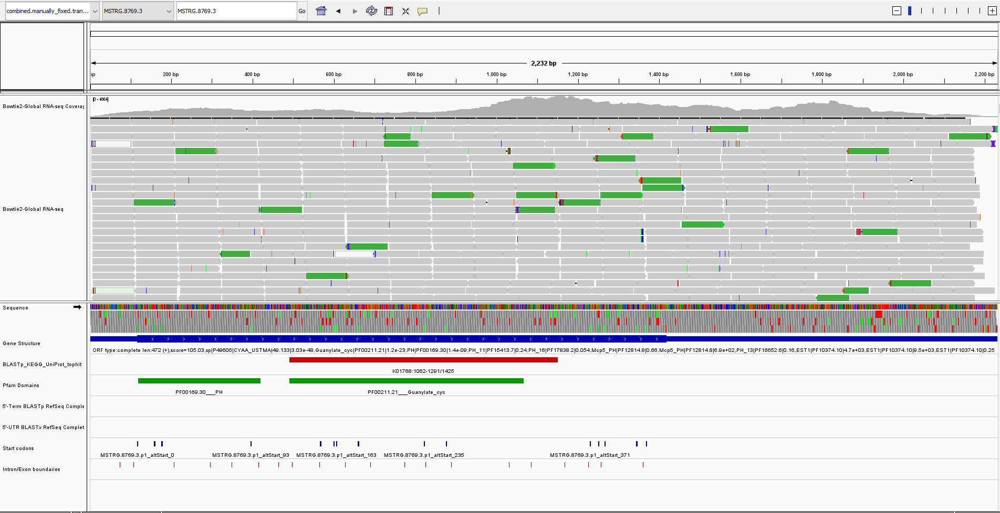 combined.manually_fixed.tran... MSTRG.8769.3 MSTRG.8769.3 Go
2,232 bp
bp 200 bp 400 bp 600 bp 800 bp 1,000 bp 1,200 bp 1,400 bp 1,600 bp 1,800 bp 2,000 bp 2,200 bp
[0 - 4864]
Bowtie2-Global RNA-seq Coverag
Bowtie2-Global RNA-seq
Sequence
Gene Structure
ORF type:complete len:472 (+),score=105.03,sp|P49606|CYAA_USTMA|49.133|3.03e-48,Guanylate_cyc|PF00211.21|1.2e-23,PH|PF00169.30|1.4e-09,PH_11|PF15413.7|0.24,PH_16|PF17838.2|0.054,Mcp5_PH|PF12814.8|0.66,Mcp5_PH|PF12814.8|6.9e+02,PH_13|PF16652.6|0.16,EST1|PF10374.10|4.7e+03,EST1|PF10374.10|9.5e+03,EST1|PF10374.10|0.25
BLASTp_KEGG_UniProt_tophit
K01768:1062-1291/1425
Pfam Domains
PF00169.30___PH PF00211.21___Guanylate_cyc
5'-Term BLASTp RefSeq Comple
5'-UTR BLASTx RefSeq Complet
Start codons
MSTRG.8769.3.p1_altStart_0 MSTRG.8769.3.p1_altStart_93 MSTRG.8769.3.p1_altStart_163 MSTRG.8769.3.p1_altStart_235 MSTRG.8769.3.p1_altStart_371
Intron/Exon boundaries